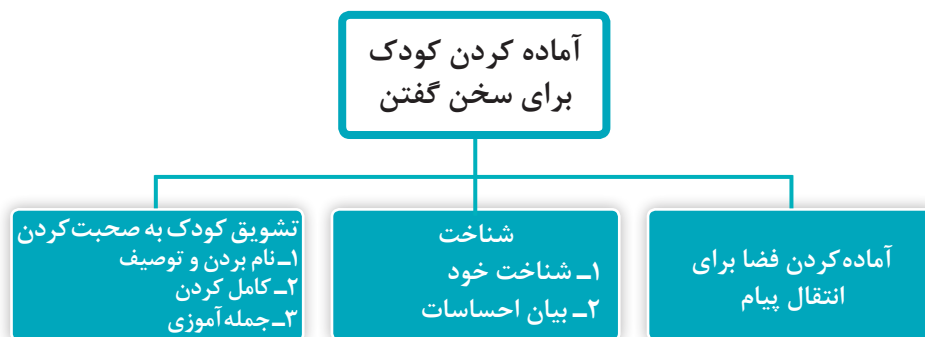 آماده کردن کودک
برای سخن گفتن
آماده‌کردن فضا برای
انتقال پیام
شناخت
۱ـ شناخت خود
۲ـ بیان احساسات
تشویق کودک به صحبت‌کردن
۱ـ نام بردن و توصیف
۲ـ کامل کردن
۳ـ جمله‌آموزی